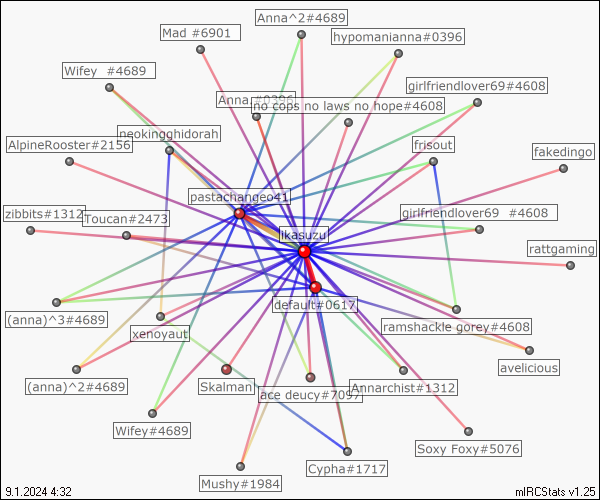 Anna^2#4689
Mad #6901
hypomanianna#0396
Wifey  #4689
girlfriendlover69#4608
Anna #0396
no cops no laws no hope#4608
neokingghidorah
AlpineRooster#2156
frisout
fakedingo
pastachangeo41
zibbits#1312
Toucan#2473
girlfriendlover69  #4608
likasuzu
rattgaming
default#0617
(anna)^3#4689
xenoyaut
ramshackle gorey#4608
avelicious
(anna)^2#4689
Skalman
ace deucy#7097
Annarchist#1312
Wifey#4689
Soxy Foxy#5076
Cypha#1717
Mushy#1984
9.1.2024 4:32
mIRCStats v1.25